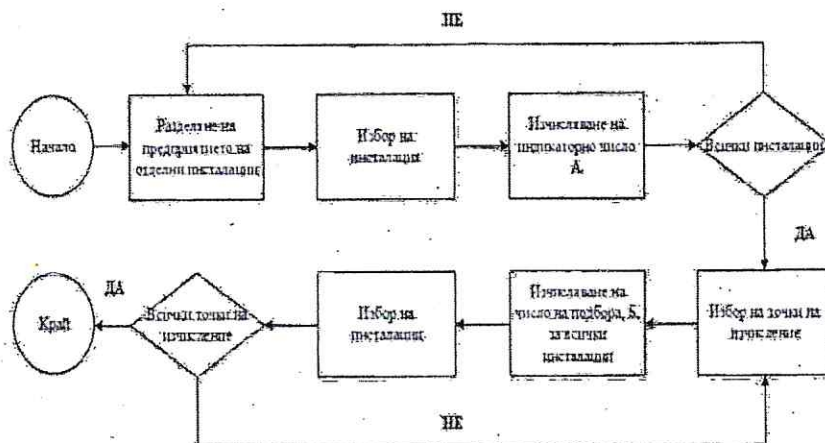 НЕ
Начало
Разделяне на
предприятието на
отделни инсталации
Избор на
инсталация
Изчисляване на
индикаторно число
А.
Всички инсталации
ДА
ДА
Край
Всички точки на
изчисление
Избор на
инсталация
Изчисляване на
число на подбора, S.
за всички
инсталации
Избор на точки на
изчисление
НЕ